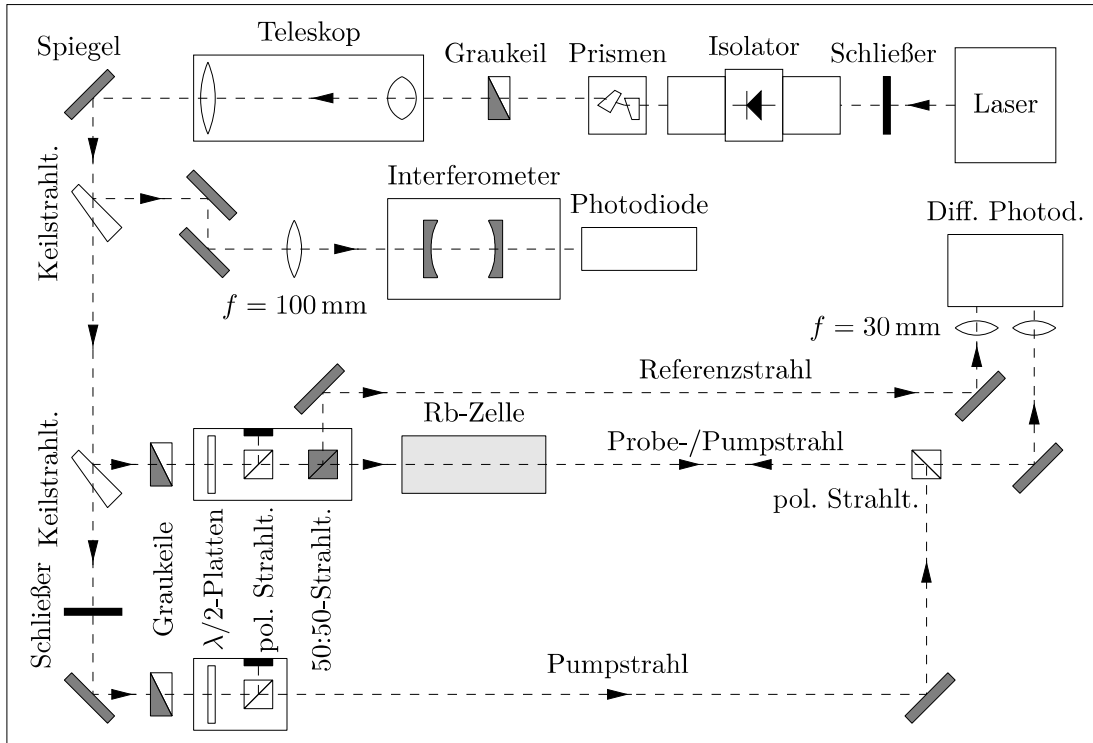 Spiegel
Teleskop
Graukeil
Prismen
Isolator
Schließer
Laser
Keilstrahlt.
Interferometer
Photodiode
Diff. Photod.
f = 100 mm
f = 30 mm
Referenzstrahl
Rb-Zelle
Probe-/Pumpstrahl
Keilstrahlt.
pol. Strahlt.
Schließer
Graukeile
λ/2-Platten
pol. Strahlt.
50:50-Strahlt.
Pumpstrahl